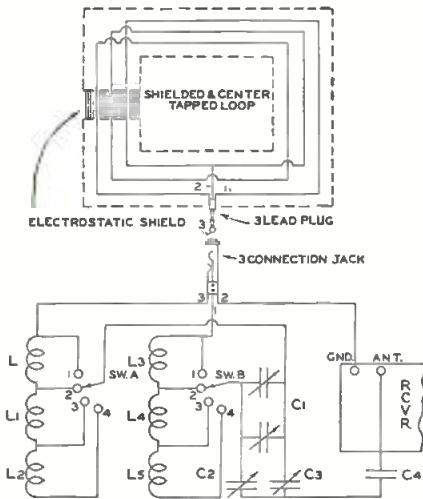 SHIELDED & CENTER
TAPPED LOOP
2 1.
ELECTROSTATIC SHIELD
3
3 LEAD PLUG
3 CONNECTION JACK
3 2
1
L
L1
L2
1
2
3
4
SW.A
L3
L4
L5
1
2
3
4
SW.B
C1
C2
C3
GND.
ANT.
RCVR
C4